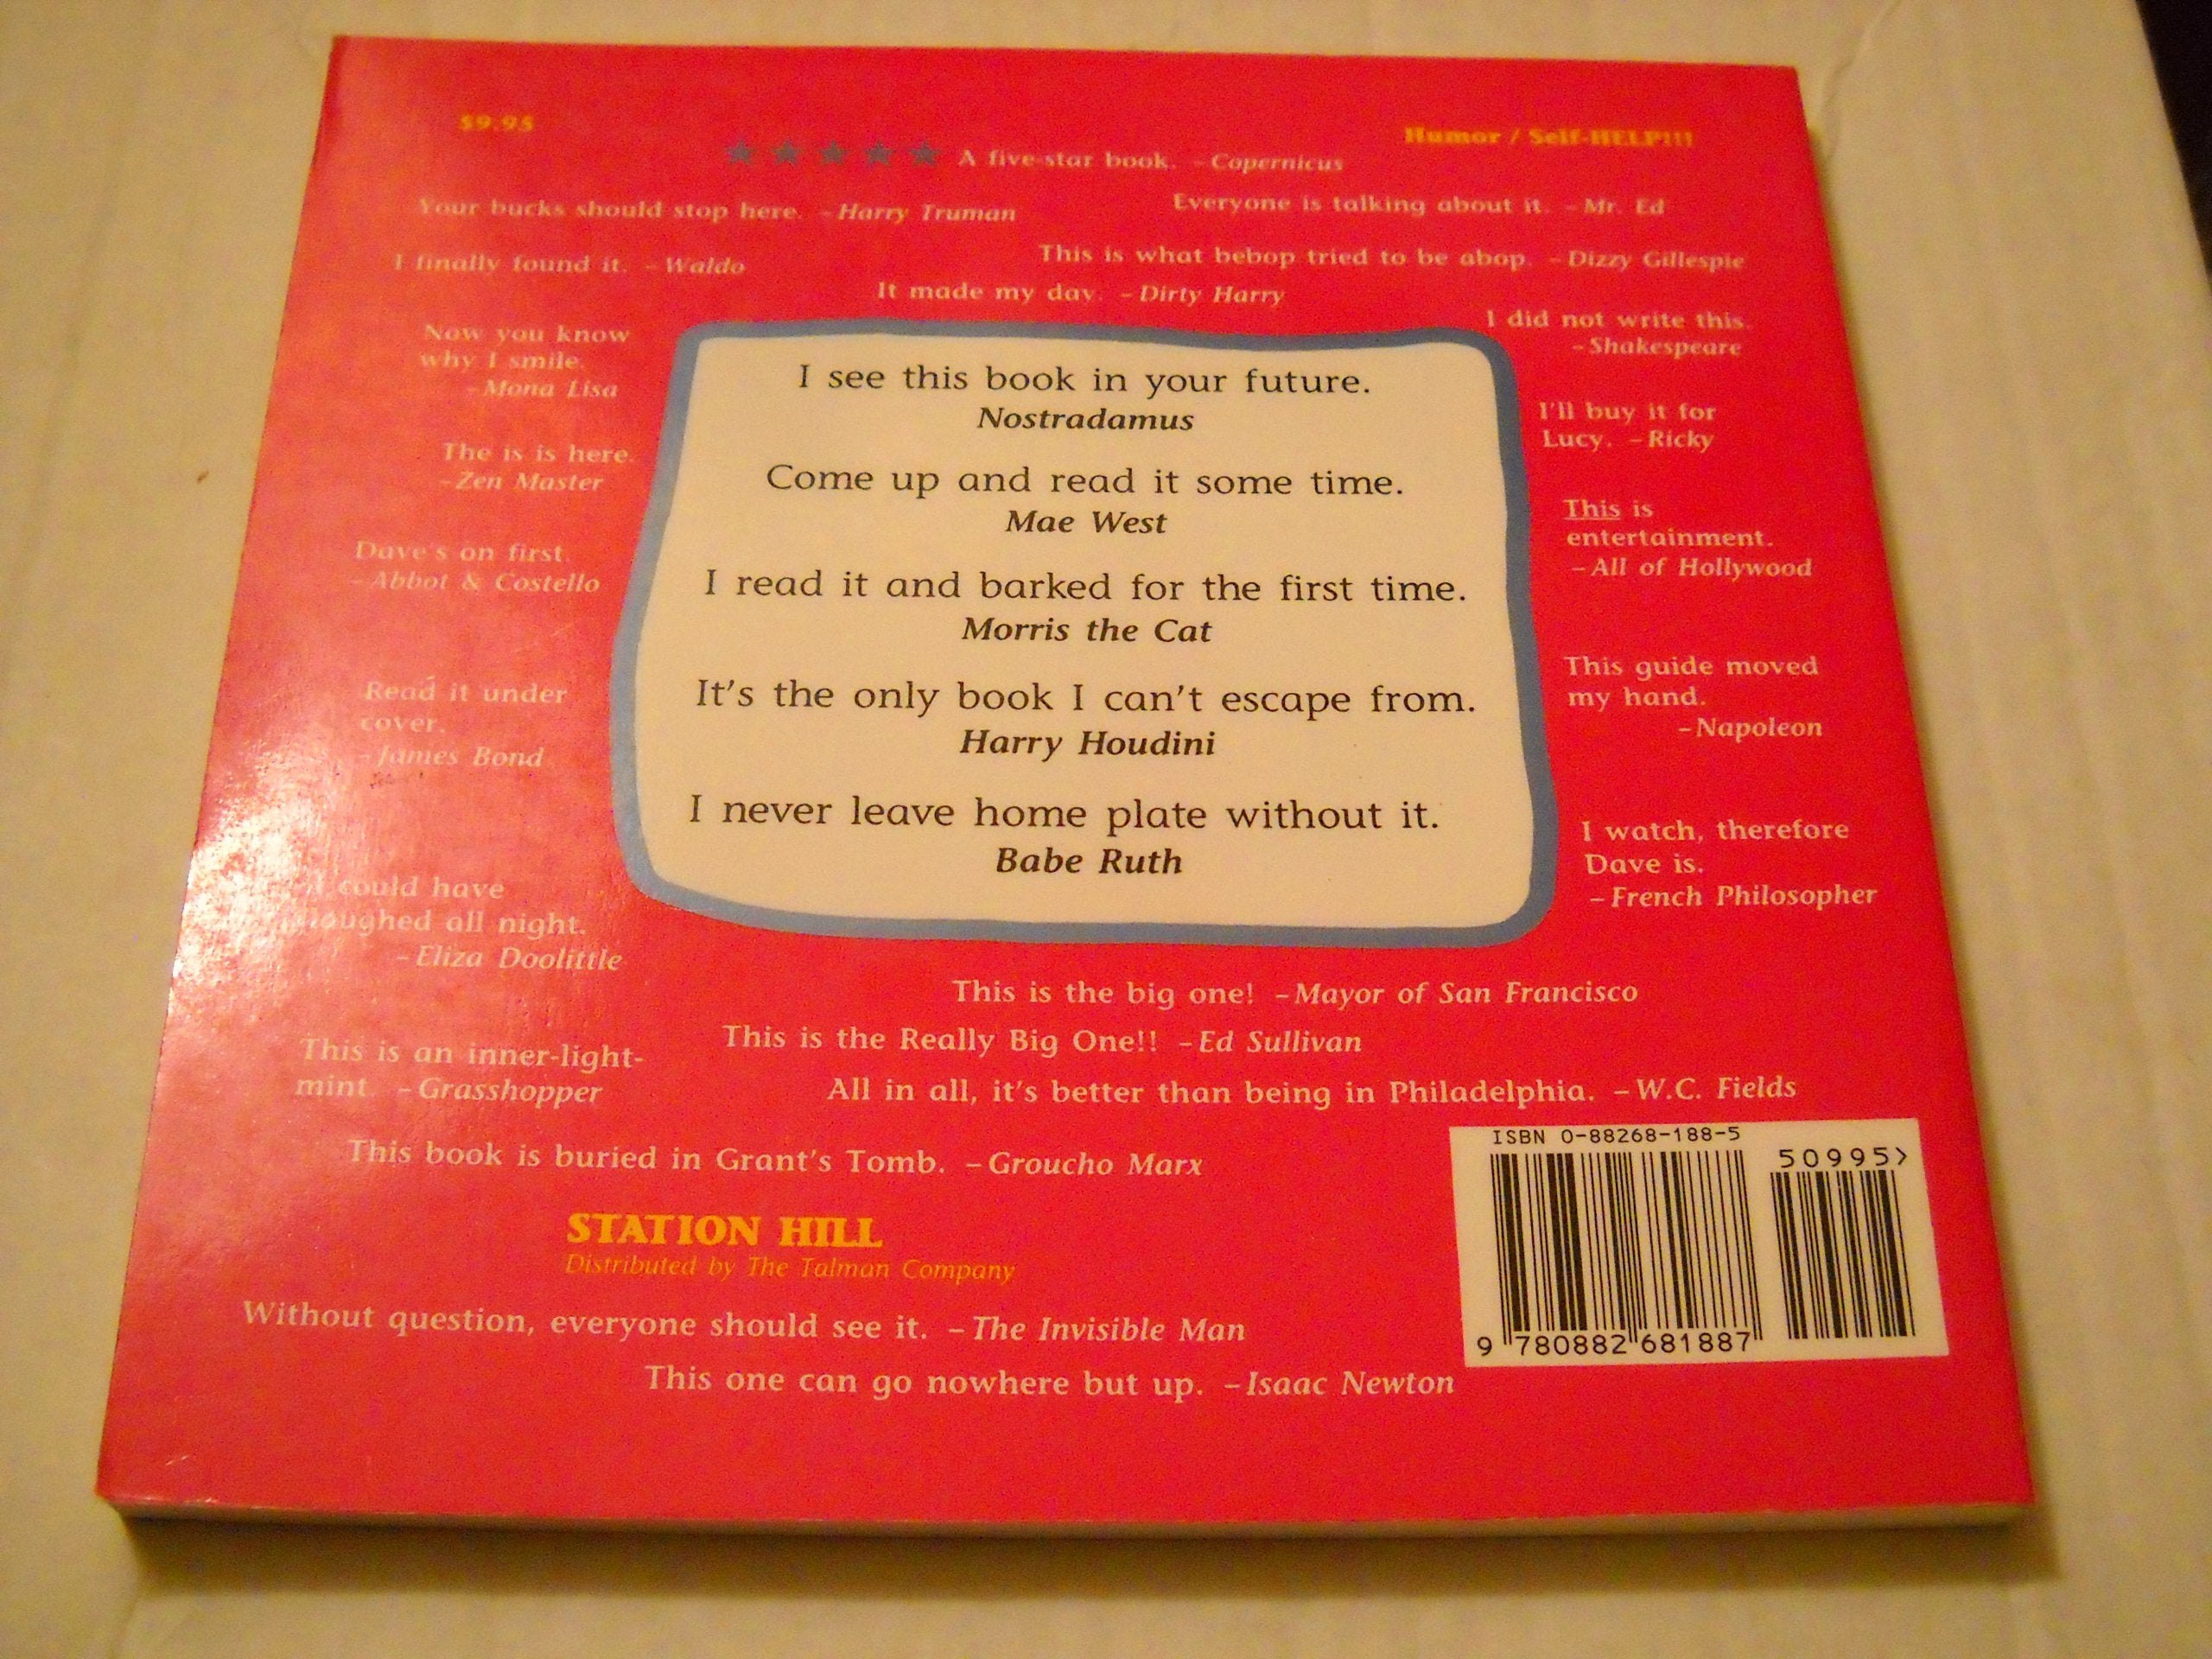 $9.95
Humor / Self-HELP!!!
★ ★ ★ ★ ★ A five-star book. –Copernicus
Your bucks should stop here. –Harry Truman
Everyone is talking about it. –Mr. Ed
I finally found it. –Waldo
This is what bebop tried to be abop. –Dizzy Gillespie
It made my day. –Dirty Harry
Now you know
why I smile.
–Mona Lisa
The is is here.
–Zen Master
Dave's on first.
–Abbot & Costello
Read it under
cover.
–James Bond
I could have
laughed all night.
–Eliza Doolittle
This is an inner-light-
mint. –Grasshopper
I see this book in your future.
Nostradamus
Come up and read it some time.
Mae West
I read it and barked for the first time.
Morris the Cat
It's the only book I can't escape from.
Harry Houdini
I never leave home plate without it.
Babe Ruth
I did not write this.
–Shakespeare
I'll buy it for
Lucy. –Ricky
This is
entertainment.
–All of Hollywood
This guide moved
my hand.
–Napoleon
I watch, therefore
Dave is.
–French Philosopher
This is the big one! –Mayor of San Francisco
This is the Really Big One!! –Ed Sullivan
All in all, it's better than being in Philadelphia. –W.C. Fields
This book is buried in Grant's Tomb. –Groucho Marx
STATION HILL
Distributed by The Talman Company
Without question, everyone should see it. –The Invisible Man
This one can go nowhere but up. –Isaac Newton
ISBN 0-88268-188-5
50995>
9 780882 681887